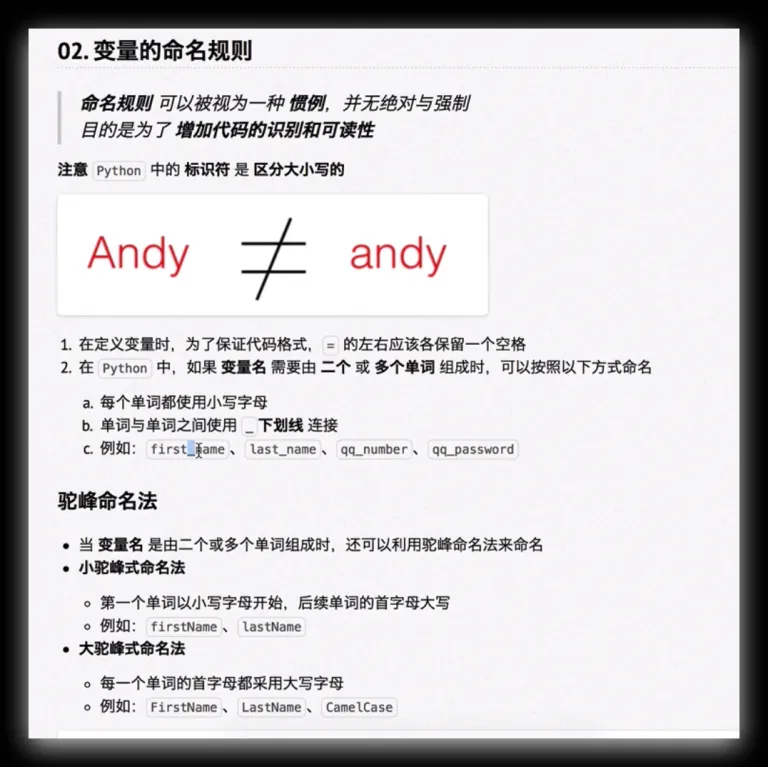 02. 变量的命名规则
命名规则 可以被视为一种 惯例，并无绝对与强制
目的是为了 增加代码的识别和可读性
注意 Python 中的 标识符 是 区分大小写的
Andy ≠ andy
1. 在定义变量时，为了保证代码格式， = 的左右应该各保留一个空格
2. 在 Python 中，如果 变量名 需要由 二个 或 多个单词 组成时，可以按照以下方式命名
a. 每个单词都使用小写字母
b. 单词与单词之间使用 _ 下划线 连接
c. 例如： first_name 、 last_name 、 qq_number 、 qq_password
驼峰命名法
• 当 变量名 是由二个或多个单词组成时，还可以利用驼峰命名法来命名
• 小驼峰式命名法
◦ 第一个单词以小写字母开始，后续单词的首字母大写
◦ 例如： firstName 、 lastName
• 大驼峰式命名法
◦ 每一个单词的首字母都采用大写字母
◦ 例如： FirstName 、 LastName 、 CamelCase